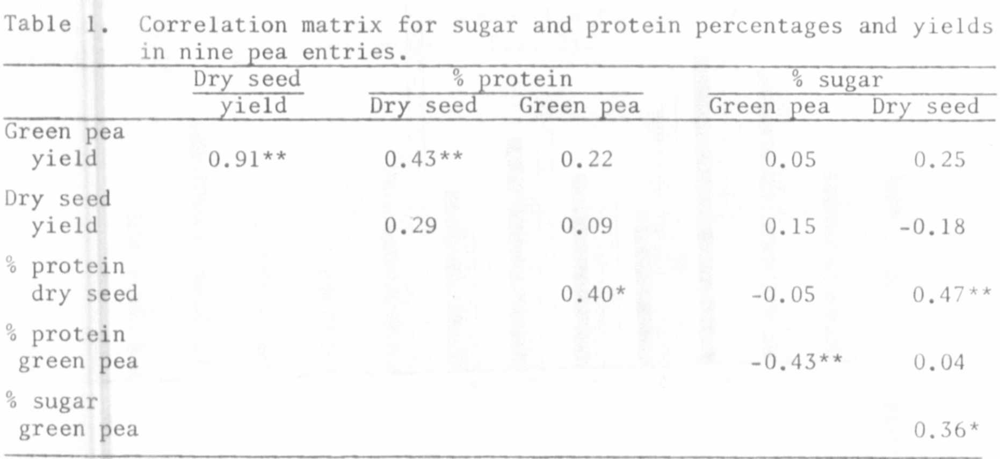 Table 1. Correlation matrix for sugar and protein percentages and yields
in nine pea entries.
Dry seed % protein % sugar
yield Dry seed Green pea Green pea Dry seed
Green pea
yield 0.91** 0.43** 0.22 0.05 0.25
Dry seed
yield 0.29 0.09 0.15 -0.18
% protein
dry seed 0.40* -0.05 0.47**
% protein
green pea -0.43** 0.04
% sugar
green pea 0.36*